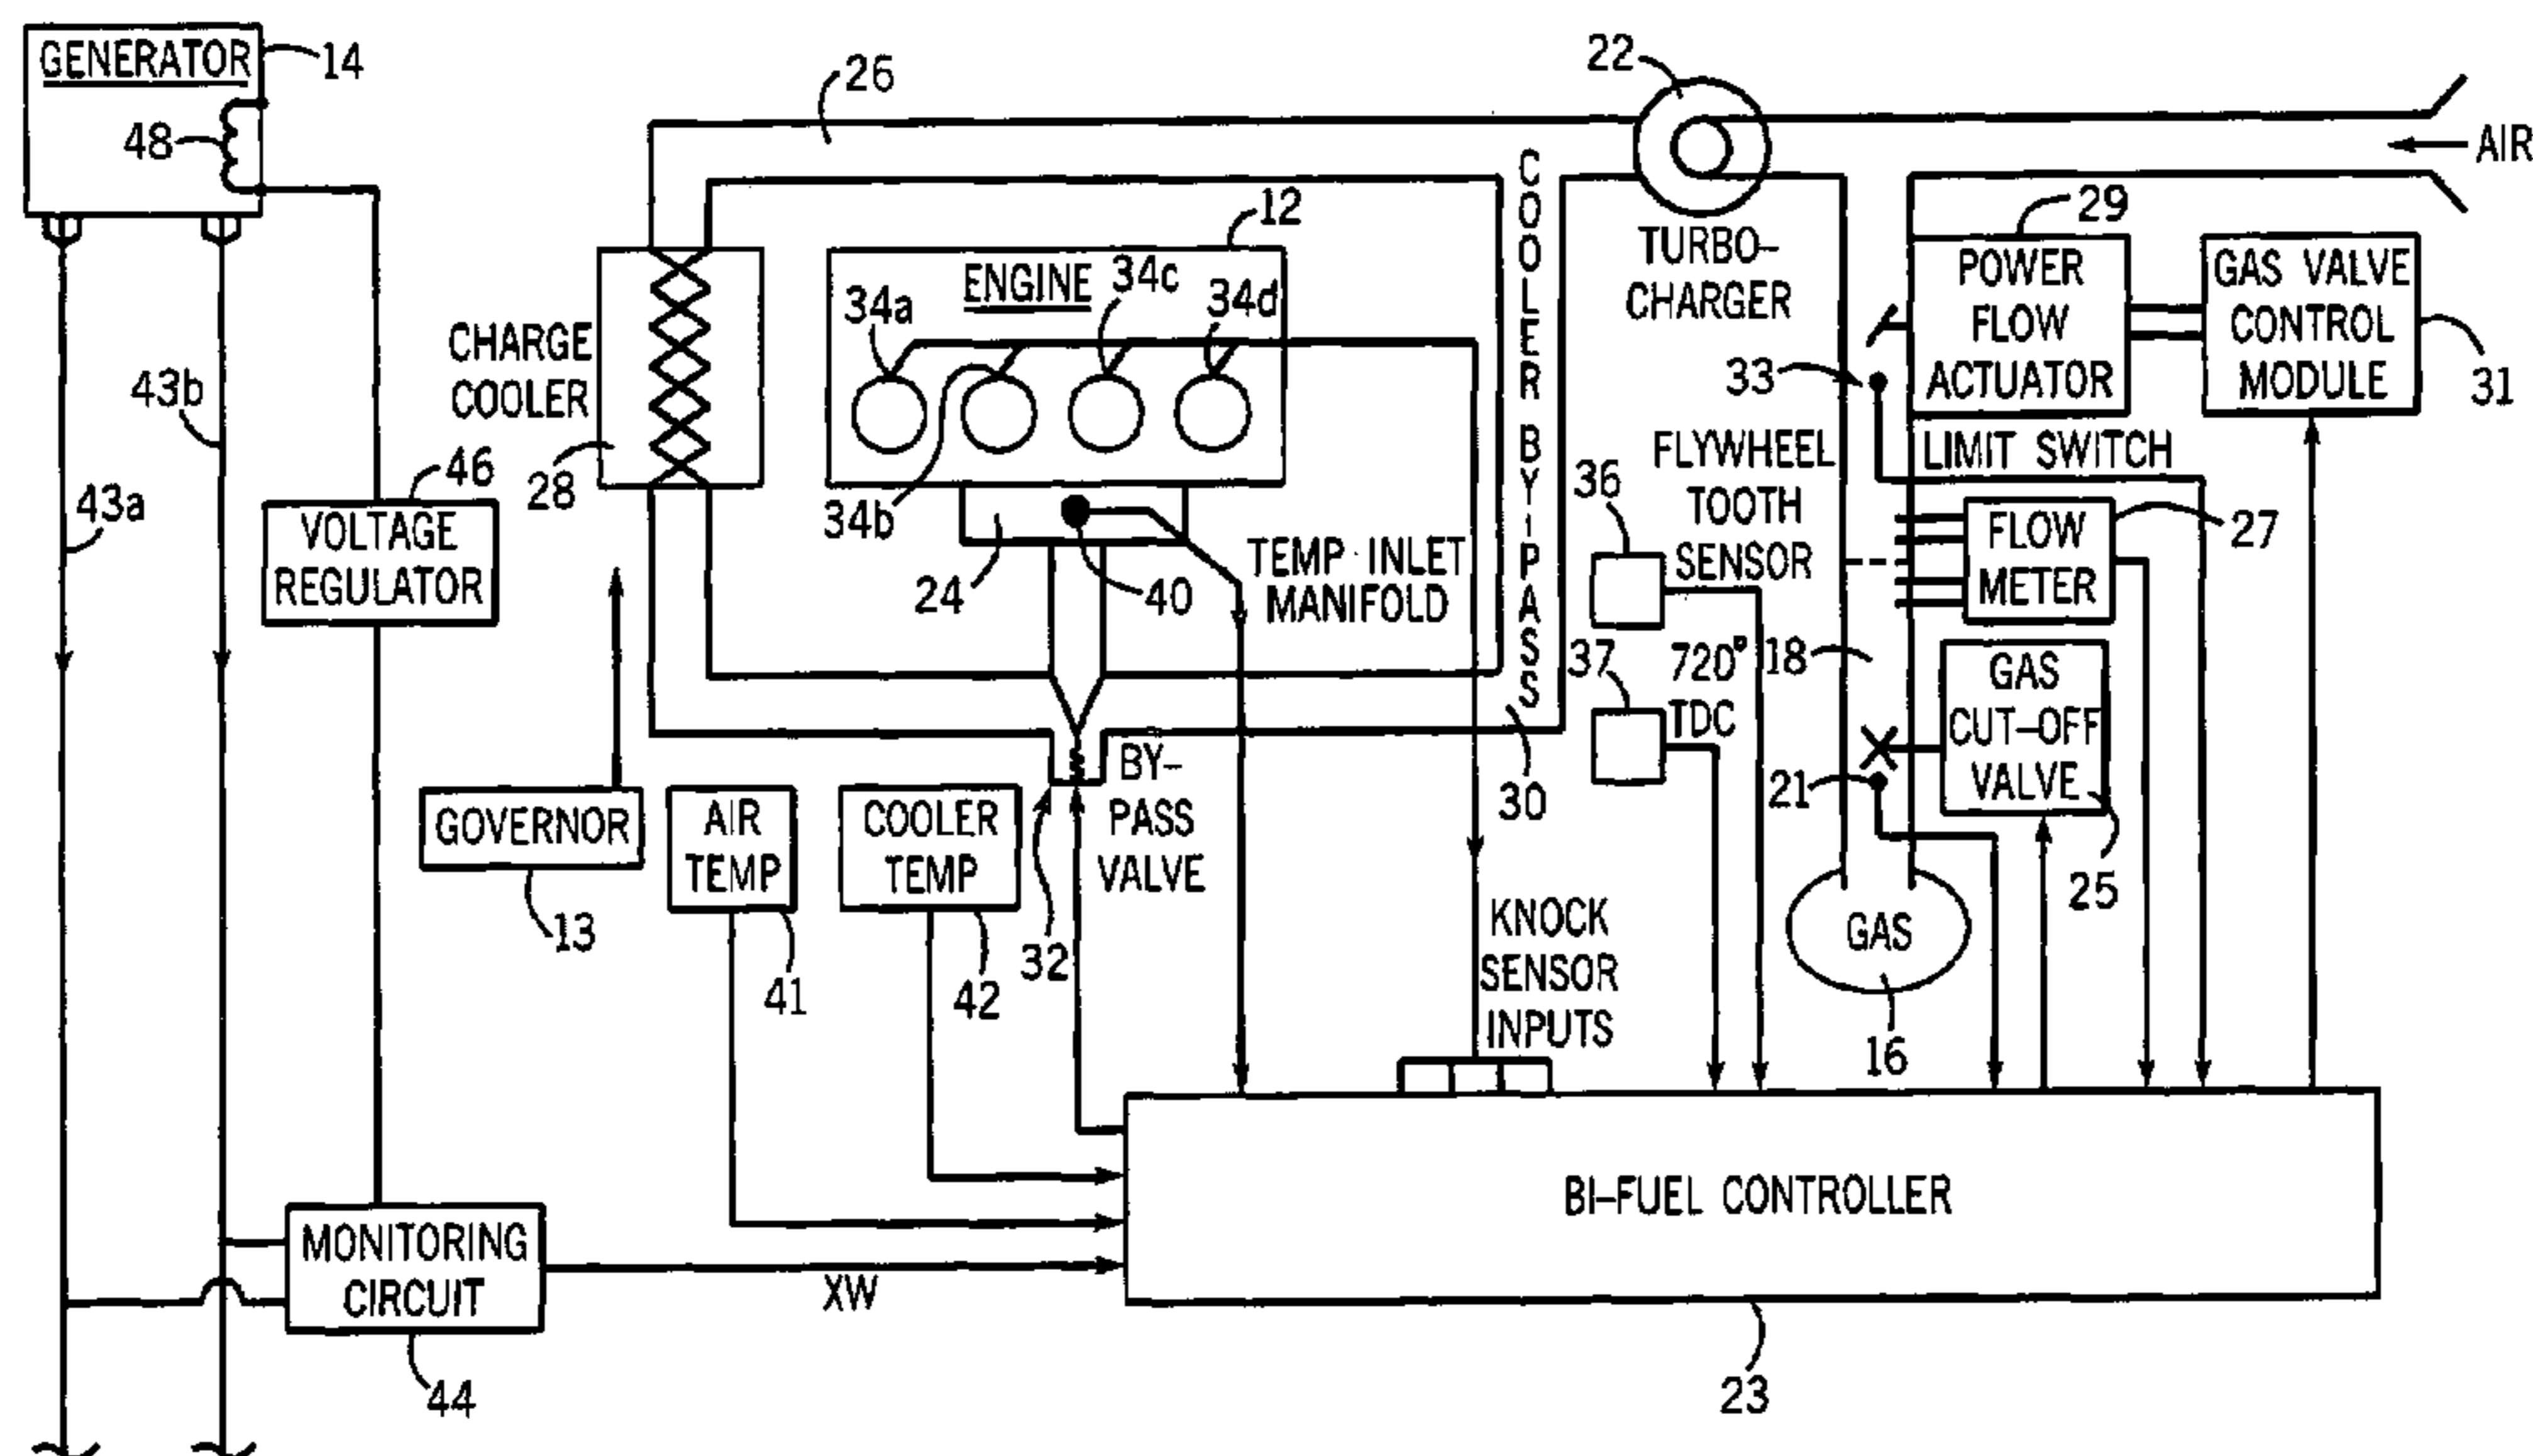 GENERATOR
14
48
26
22
AIR
TURBO-
CHARGER
29
POWER
FLOW
ACTUATOR
GAS VALVE
CONTROL
MODULE
31
33
LIMIT SWITCH
12
ENGINE
34a
34b
34c
34d
CHARGE
COOLER
28
COOLER BY-PASS
43b
43a
46
VOLTAGE
REGULATOR
24
40
TEMP INLET
MANIFOLD
36
FLYWHEEL
TOOTH
SENSOR
FLOW
METER
27
37
720°
TDC
18
GAS
CUT-OFF
VALVE
21
25
30
BY-
PASS
VALVE
32
GOVERNOR
13
AIR
TEMP
41
COOLER
TEMP
42
KNOCK
SENSOR
INPUTS
GAS
16
BI-FUEL CONTROLLER
23
MONITORING
CIRCUIT
44
XW